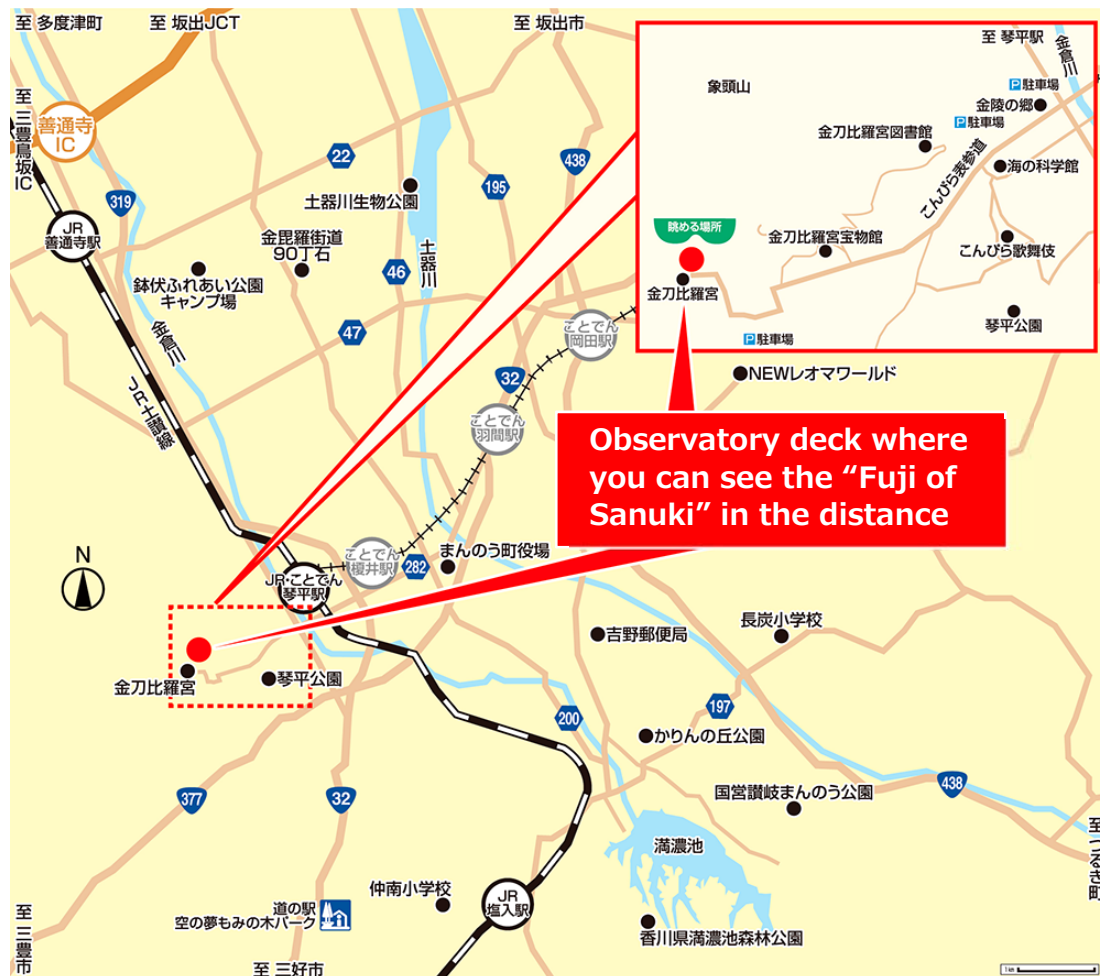 至 多度津町
至 坂出JCT
至 坂出市
至 三豊鳥坂IC
善通寺
IC
319
22
438
195
土器川生物公園
土器川
JR
善通寺駅
金毘羅街道
90丁石
46
鉢伏ふれあい公園
キャンプ場
47
金倉川
JR土讃線
ことでん
岡田駅
32
ことでん
羽間駅
NEWレオマワールド
至 琴平駅
金倉川
象頭山
P駐車場
金陵の郷
P駐車場
金刀比羅宮図書館
こんぴら表参道
海の科学館
眺める場所
金刀比羅宮宝物館
こんぴら歌舞伎
金刀比羅宮
琴平公園
P駐車場
Observatory deck where
you can see the “Fuji of
Sanuki” in the distance
N
ことでん
榎井駅
282
まんのう町役場
JR・ことでん
琴平駅
吉野郵便局
長炭小学校
金刀比羅宮
琴平公園
200
197
かりんの丘公園
377
32
438
国営讃岐まんのう公園
満濃池
仲南小学校
JR
塩入駅
道の駅
空の夢もみの木パーク
香川県満濃池森林公園
至 三豊市
至 三好市
至 つるぎ町
1km